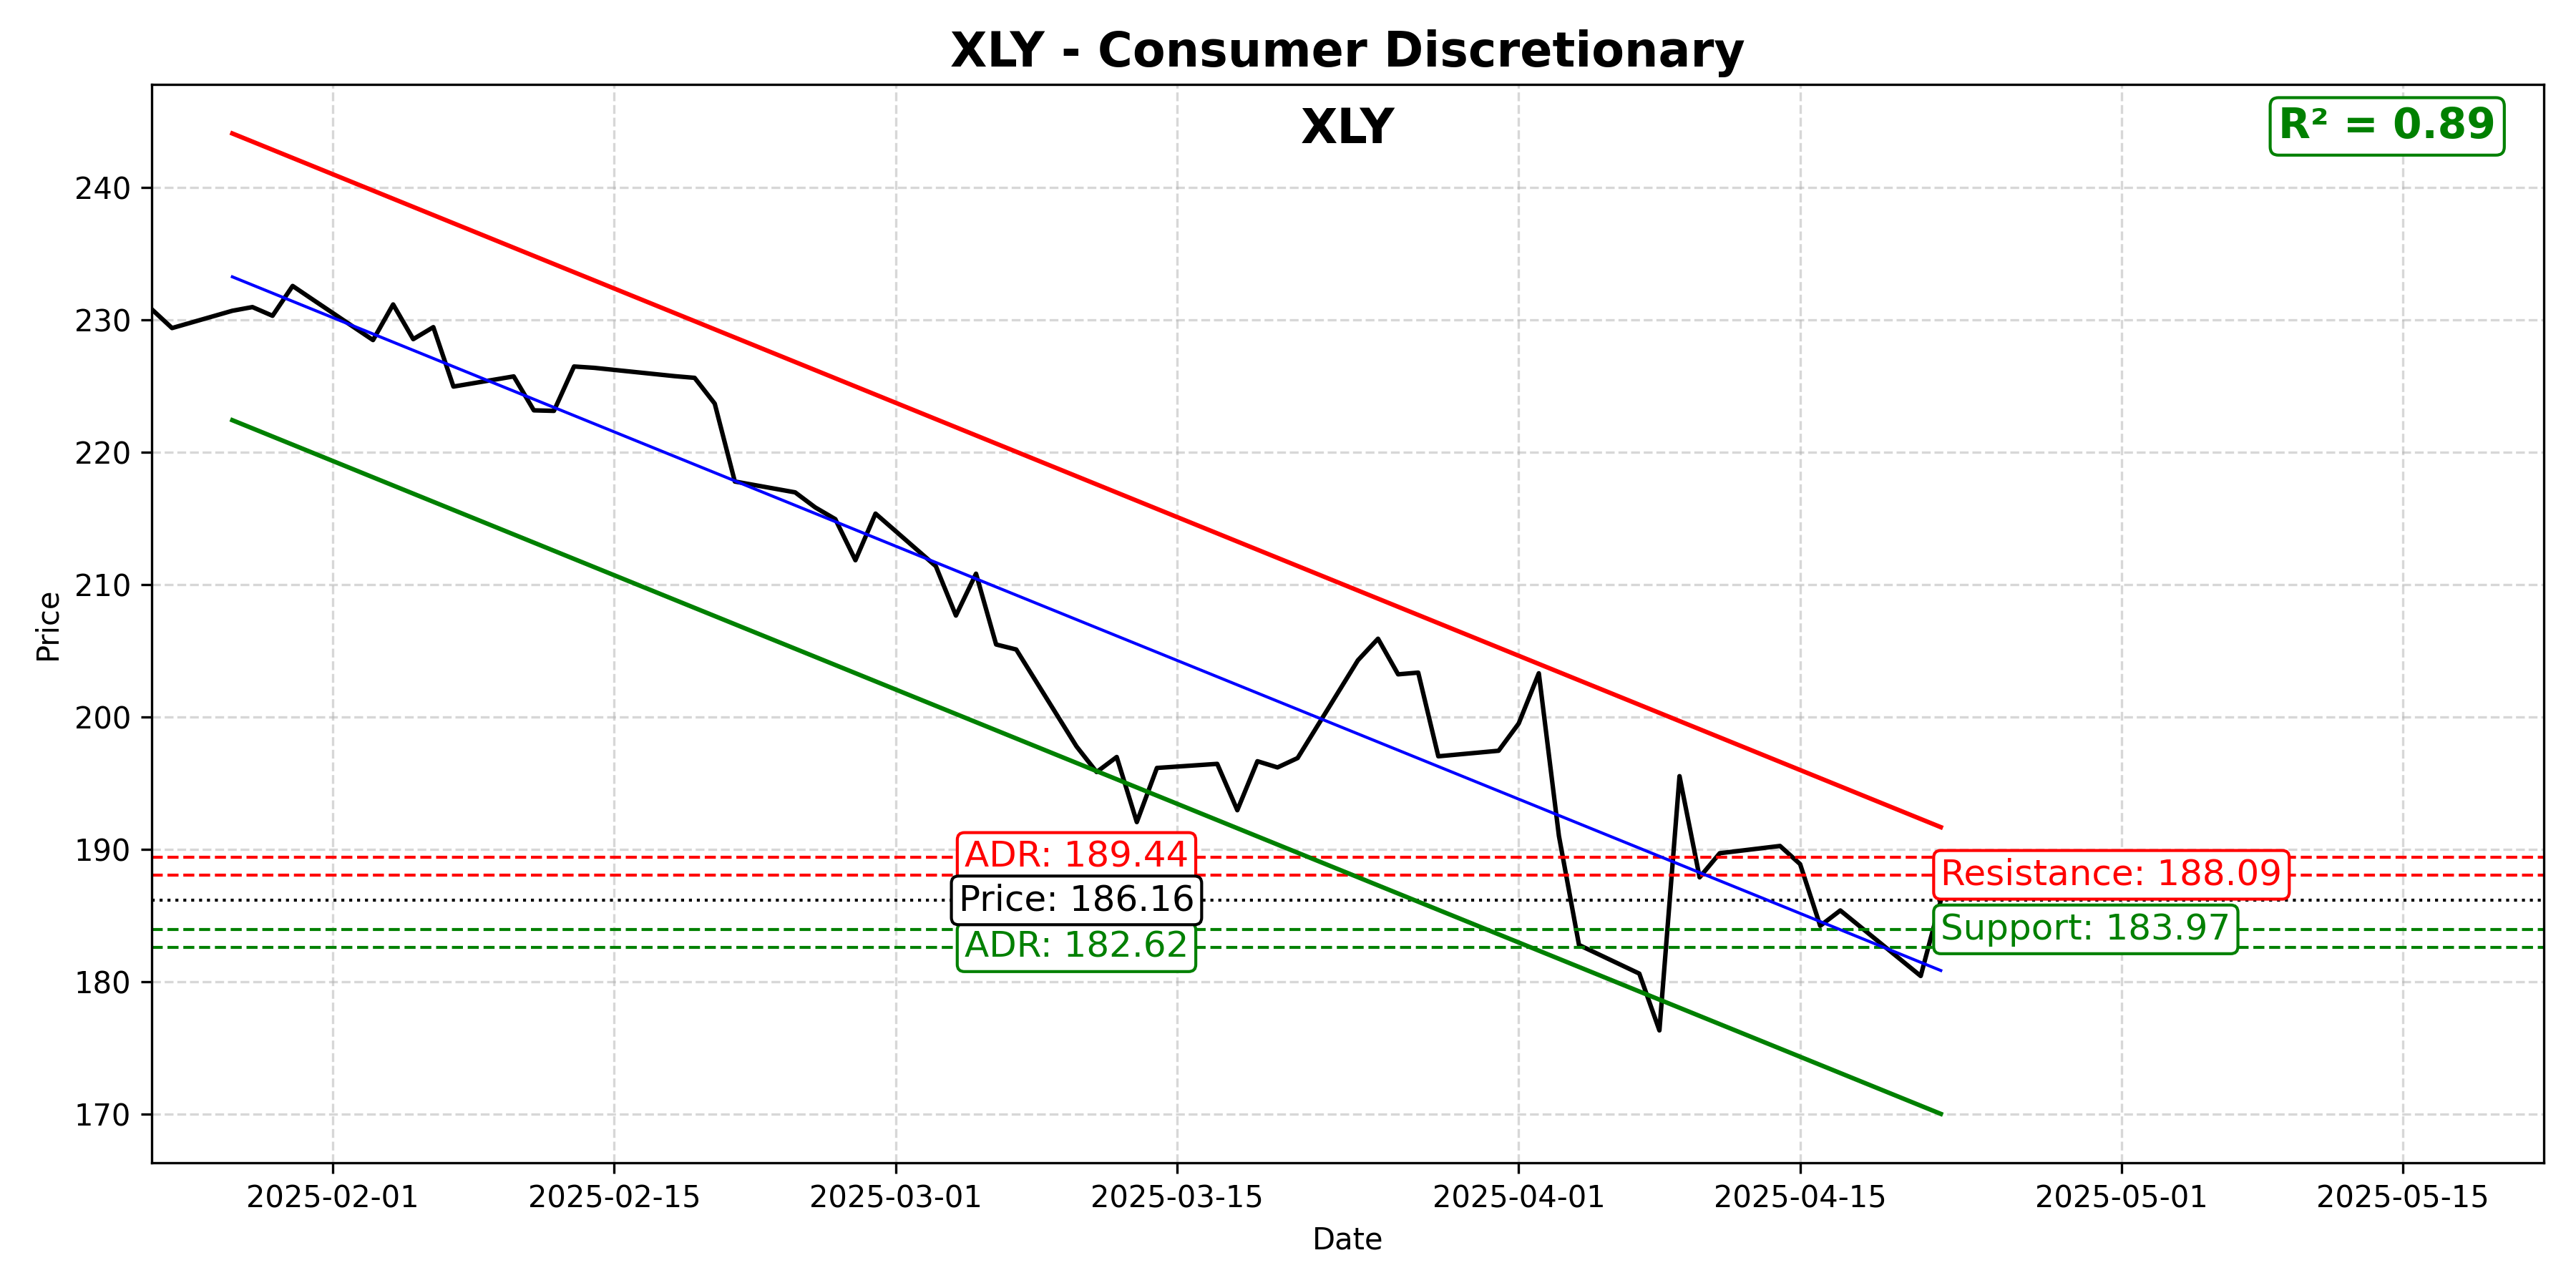 XLY - Consumer Discretionary
XLY
R² = 0.89
Price
240
230
220
210
200
190
180
170
ADR: 189.44
Resistance: 188.09
Price: 186.16
Support: 183.97
ADR: 182.62
2025-02-01
2025-02-15
2025-03-01
2025-03-15
2025-04-01
2025-04-15
2025-05-01
2025-05-15
Date